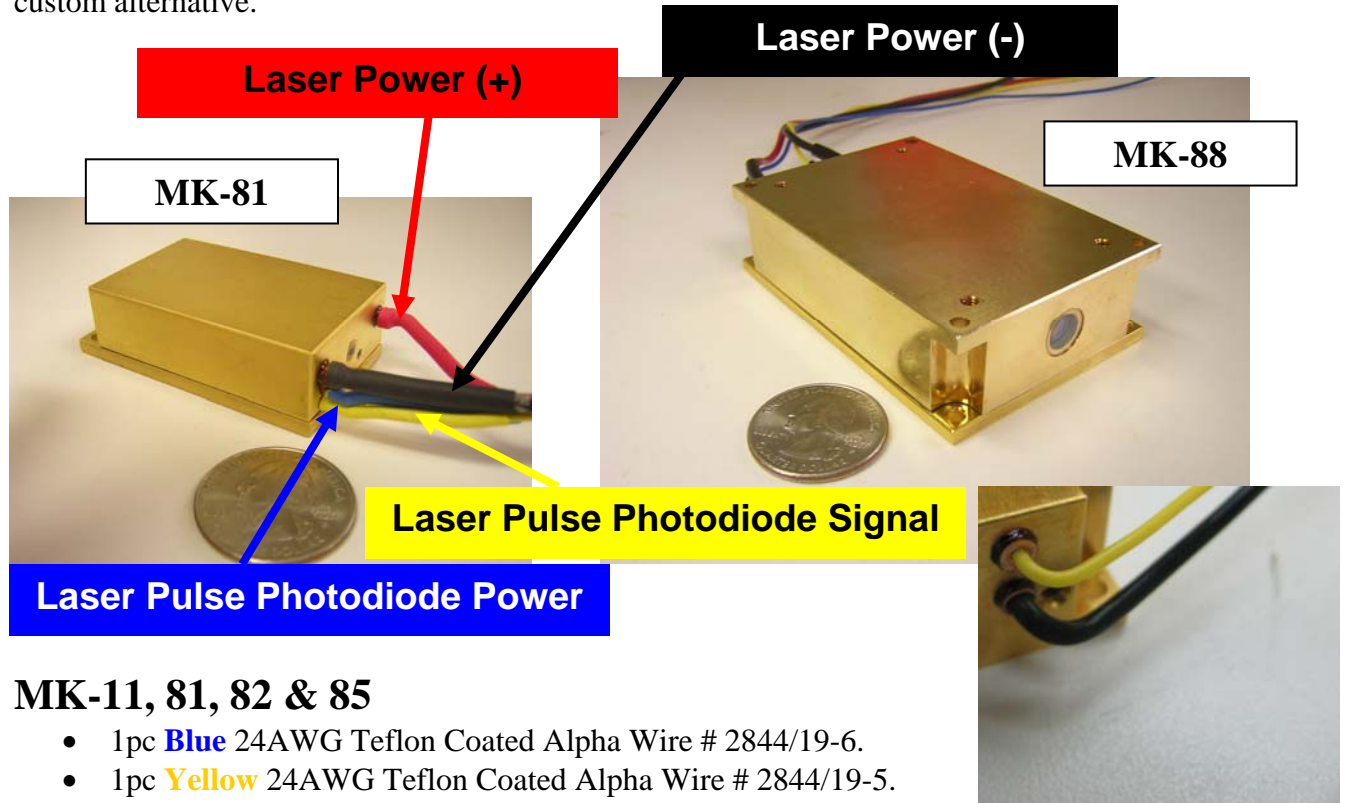 custom alternative.
Laser Power (-)
Laser Power (+)
MK-88
MK-81
Laser Pulse Photodiode Signal
Laser Pulse Photodiode Power
MK-11, 81, 82 & 85
• 1pc Blue 24AWG Teflon Coated Alpha Wire # 2844/19-6.
• 1pc Yellow 24AWG Teflon Coated Alpha Wire # 2844/19-5.